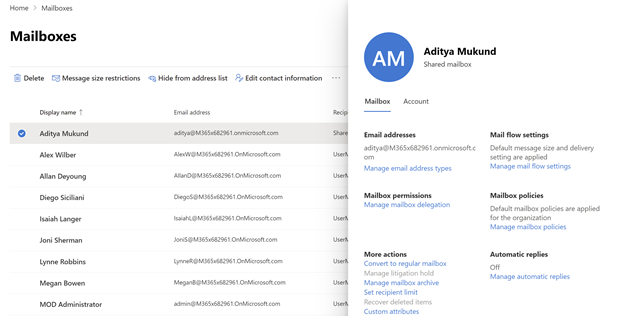 Home > Mailboxes
Mailboxes
Delete Message size restrictions Hide from address list Edit contact information ···
Display name ↑ Email address Recip
Aditya Mukund aditya@M365x682961.onmicrosoft.com Share
Alex Wilber AlexW@M365x682961.OnMicrosoft.com UserM
Allan Deyoung AllanD@M365x682961.OnMicrosoft.com UserM
Diego Siciliani DiegoS@M365x682961.OnMicrosoft.com UserM
Isaiah Langer IsaiahL@M365x682961.OnMicrosoft.com UserM
Joni Sherman JoniS@M365x682961.OnMicrosoft.com UserM
Lynne Robbins LynneR@M365x682961.OnMicrosoft.com UserM
Megan Bowen MeganB@M365x682961.OnMicrosoft.com UserM
MOD Administrator admin@M365x682961.OnMicrosoft.com UserM
AM
Aditya Mukund
Shared mailbox
Mailbox Account
Email addresses
aditya@M365x682961.onmicrosoft.c
om
Manage email address types
Mail flow settings
Default message size and delivery
setting are applied
Manage mail flow settings
Mailbox permissions
Manage mailbox delegation
Mailbox policies
Default mailbox policies are applied
for the organization
Manage mailbox policies
More actions
Convert to regular mailbox
Manage litigation hold
Manage mailbox archive
Set recipient limit
Recover deleted items
Custom attributes
Automatic replies
Off
Manage automatic replies